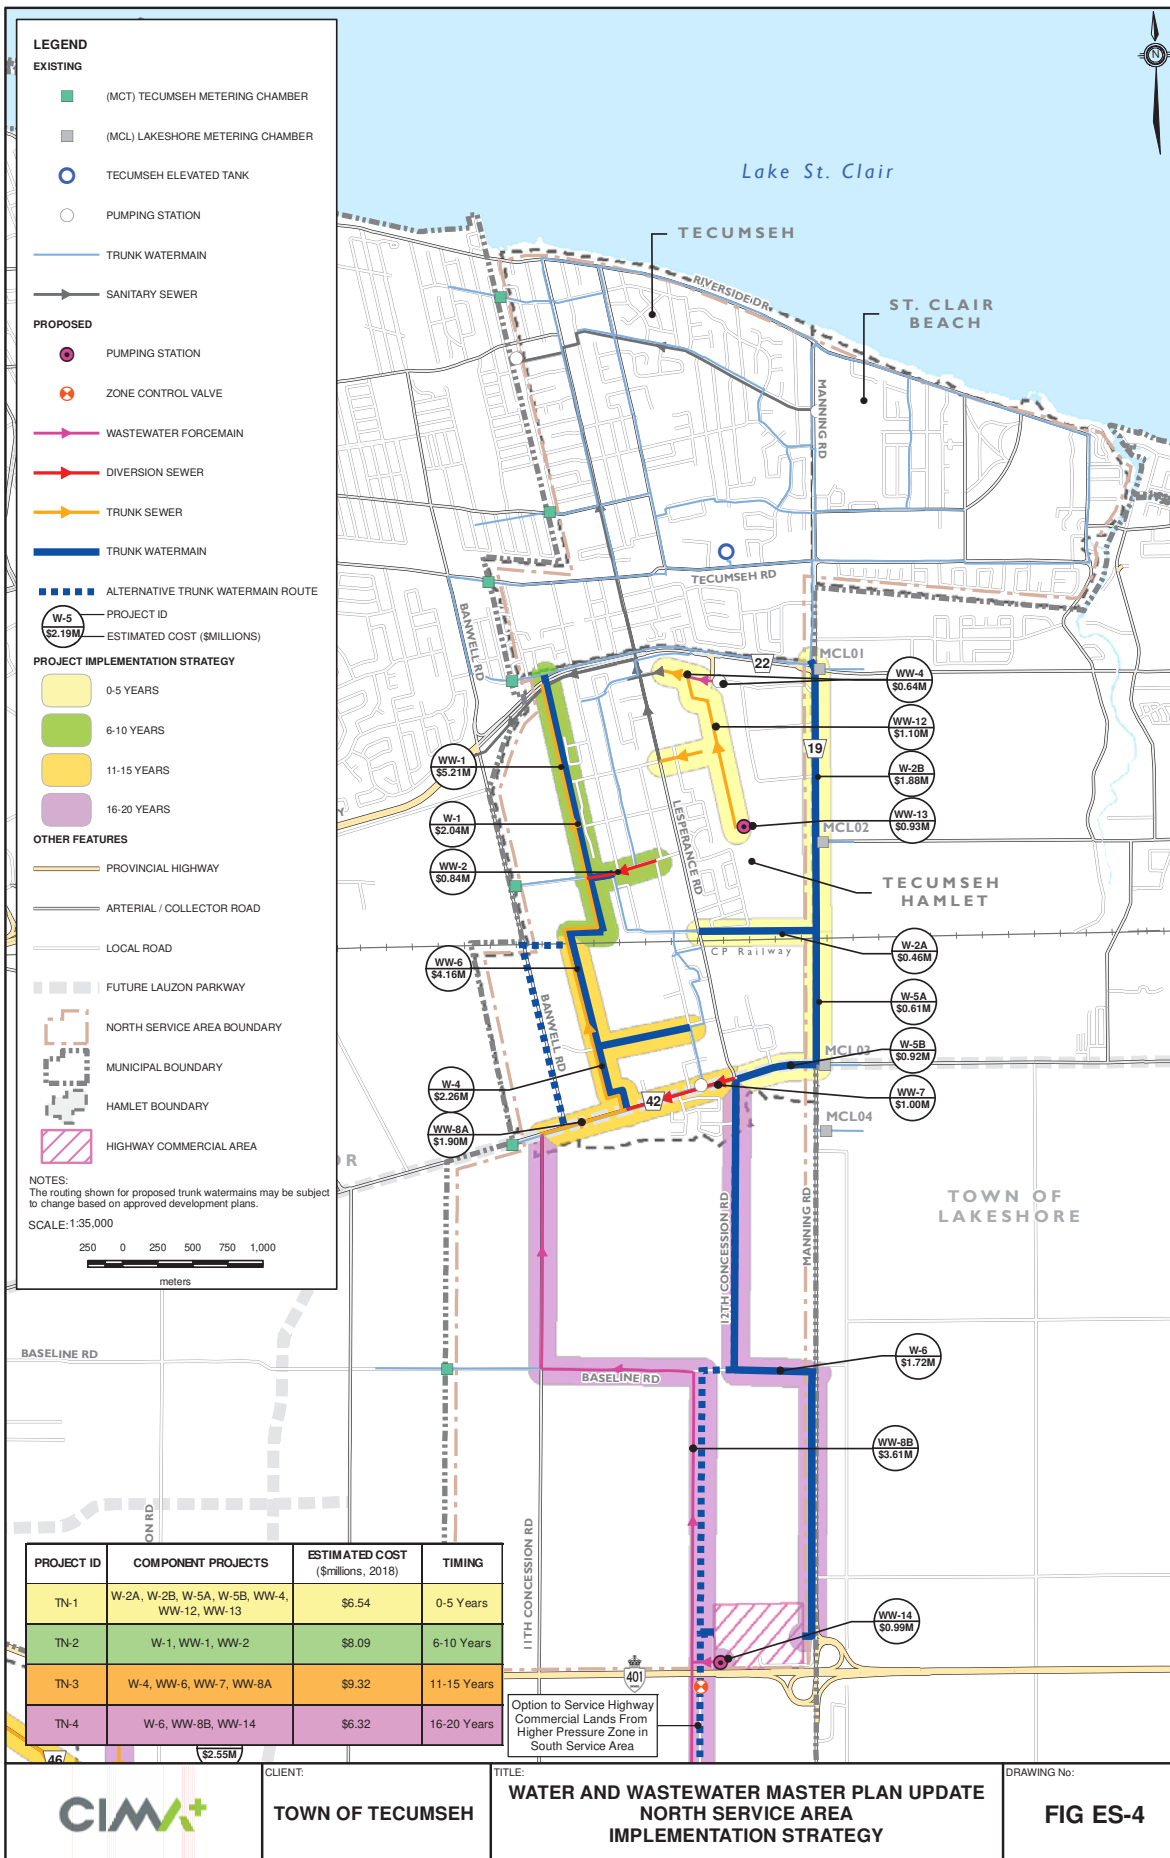 LEGEND
EXISTING
(MCT) TECUMSEH METERING CHAMBER
(MCL) LAKESHORE METERING CHAMBER
TECUMSEH ELEVATED TANK
PUMPING STATION
TRUNK WATERMAIN
SANITARY SEWER
PROPOSED
PUMPING STATION
ZONE CONTROL VALVE
WASTEWATER FORCEMAIN
DIVERSION SEWER
TRUNK SEWER
TRUNK WATERMAIN
ALTERNATIVE TRUNK WATERMAIN ROUTE
W-5
$2.19M
PROJECT ID
ESTIMATED COST ($MILLIONS)
PROJECT IMPLEMENTATION STRATEGY
0-5 YEARS
6-10 YEARS
11-15 YEARS
16-20 YEARS
OTHER FEATURES
PROVINCIAL HIGHWAY
ARTERIAL / COLLECTOR ROAD
LOCAL ROAD
FUTURE LAUZON PARKWAY
NORTH SERVICE AREA BOUNDARY
MUNICIPAL BOUNDARY
HAMLET BOUNDARY
HIGHWAY COMMERCIAL AREA
NOTES:
The routing shown for proposed trunk watermains may be subject
to change based on approved development plans.
SCALE: 1:35,000
250 0 250 500 750 1,000
meters
N
Lake St. Clair
TECUMSEH
RIVERSIDE DR
ST. CLAIR
BEACH
MANNING RD
TECUMSEH RD
BANWELL RD
22
MCL01
WW-4
$0.64M
WW-12
$1.10M
19
W-2B
$1.88M
WW-1
$5.21M
W-1
$2.04M
WW-2
$0.84M
LESPERANCE RD
WW-13
$0.93M
MCL02
TECUMSEH
HAMLET
W-2A
$0.46M
CP Railway
WW-6
$4.16M
BANWELL RD
W-5A
$0.61M
MCL03
W-5B
$0.92M
W-4
$2.26M
42
WW-7
$1.00M
WW-8A
$1.90M
MCL04
D R
TOWN OF
LAKESHORE
12TH CONCESSION RD
MANNING RD
BASELINE RD
BASELINE RD
W-6
$1.72M
WW-8B
$3.61M
ON RD
11TH CONCESSION RD
WW-14
$0.99M
401
Option to Service Highway
Commercial Lands From
Higher Pressure Zone in
South Service Area
PROJECT ID COMPONENT PROJECTS ESTIMATED COST ($millions, 2018) TIMING
TN-1 W-2A, W-2B, W-5A, W-5B, WW-4, WW-12, WW-13 $6.54 0-5 Years
TN-2 W-1, WW-1, WW-2 $8.09 6-10 Years
TN-3 W-4, WW-6, WW-7, WW-8A $9.32 11-15 Years
TN-4 W-6, WW-8B, WW-14 $6.32 16-20 Years
46
$2.55M
CIMA+
CLIENT:
TOWN OF TECUMSEH
TITLE:
WATER AND WASTEWATER MASTER PLAN UPDATE
NORTH SERVICE AREA
IMPLEMENTATION STRATEGY
DRAWING No:
FIG ES-4